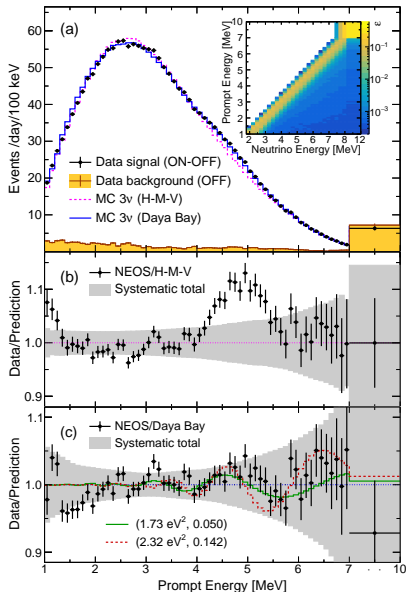 (a)
Events /day/100 keV
60
50
40
30
20
10
Data signal (ON-OFF)
Data background (OFF)
MC 3ν (H-M-V)
MC 3ν (Daya Bay)
Prompt Energy [MeV]
10
7
6
5
4
3
2
1
2 3 4 5 6 7 8 12
Neutrino Energy [MeV]
10⁻¹
10⁻²
10⁻³
(b)
NEOS/H-M-V
Systematic total
Data/Prediction
1.1
1.0
0.9
(c)
NEOS/Daya Bay
Systematic total
Data/Prediction
1.1
1.0
0.9
(1.73 eV², 0.050)
(2.32 eV², 0.142)
1 2 3 4 5 6 7 10
Prompt Energy [MeV]